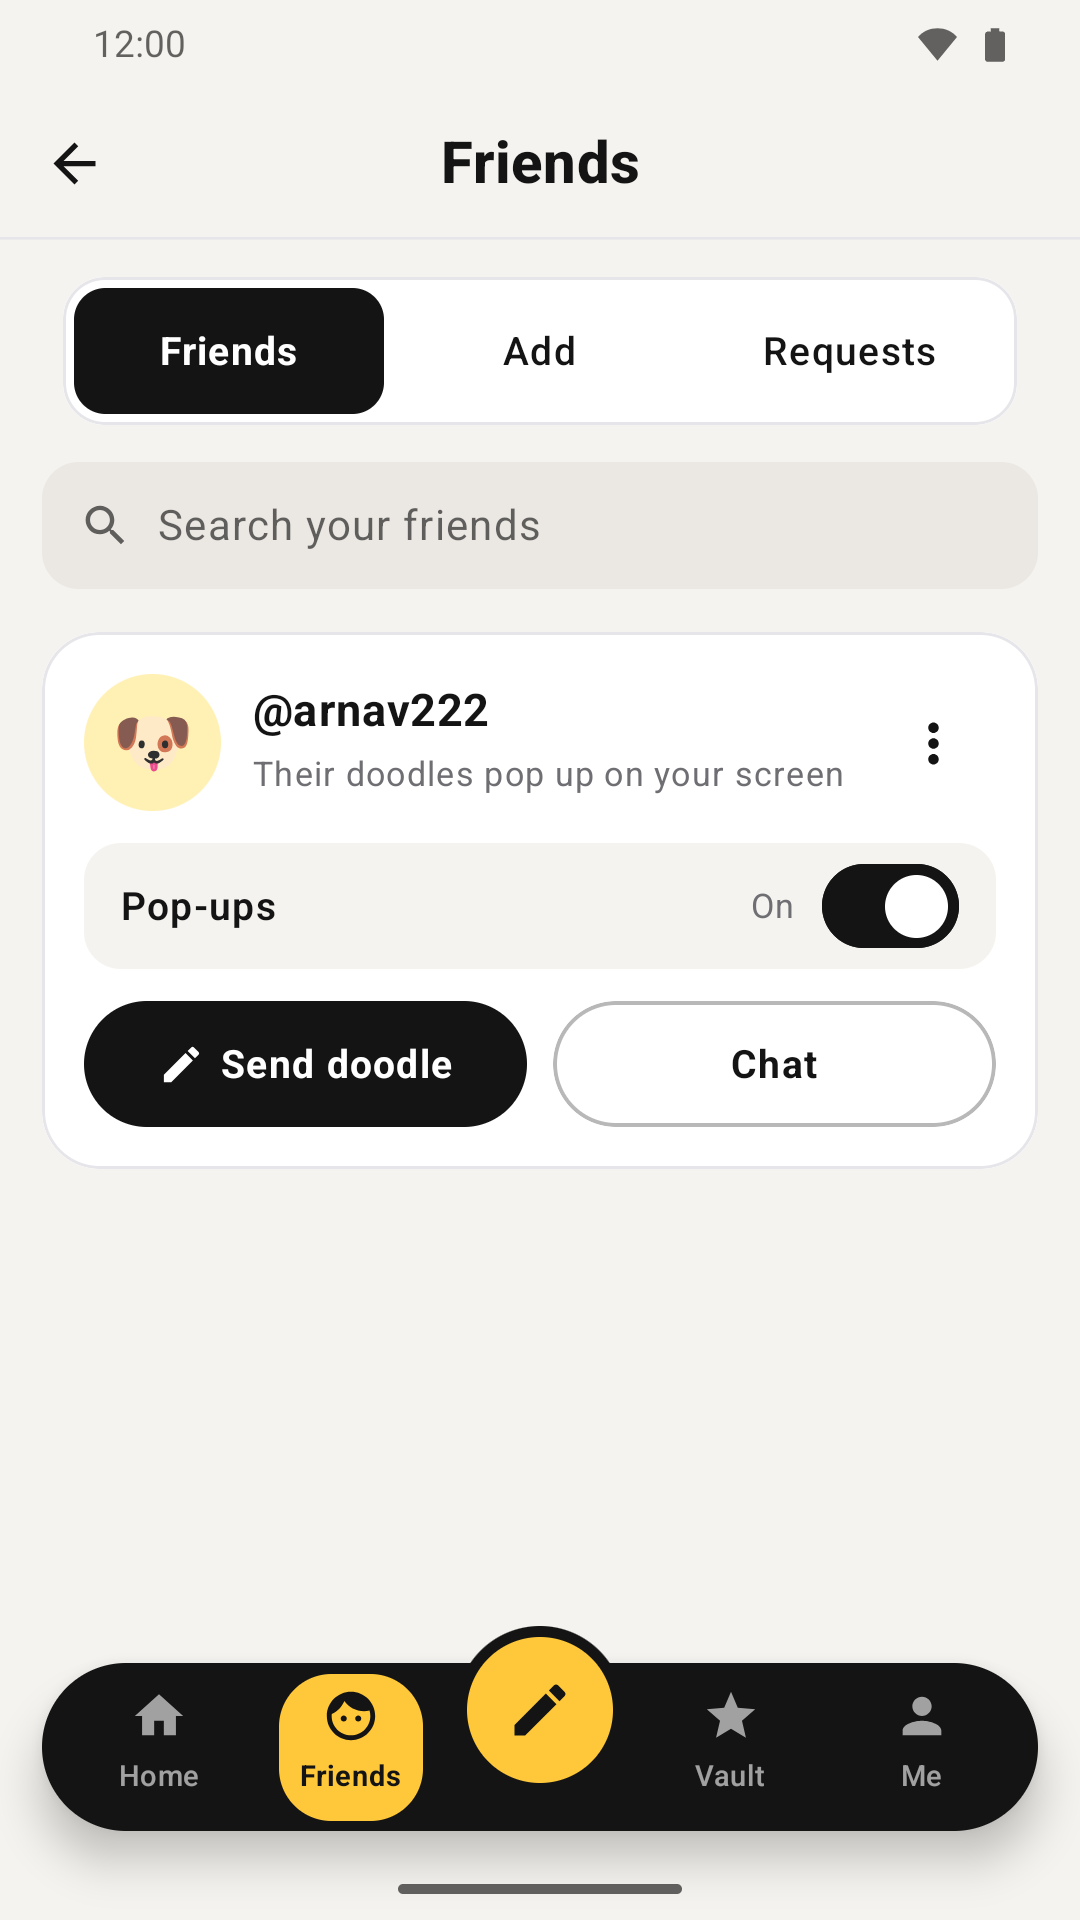 12:00
Friends
Friends
Add
Requests
Search your friends
@arnav222
Their doodles pop up on your screen
Pop-ups
On
Send doodle
Chat
Home
Friends
Vault
Me